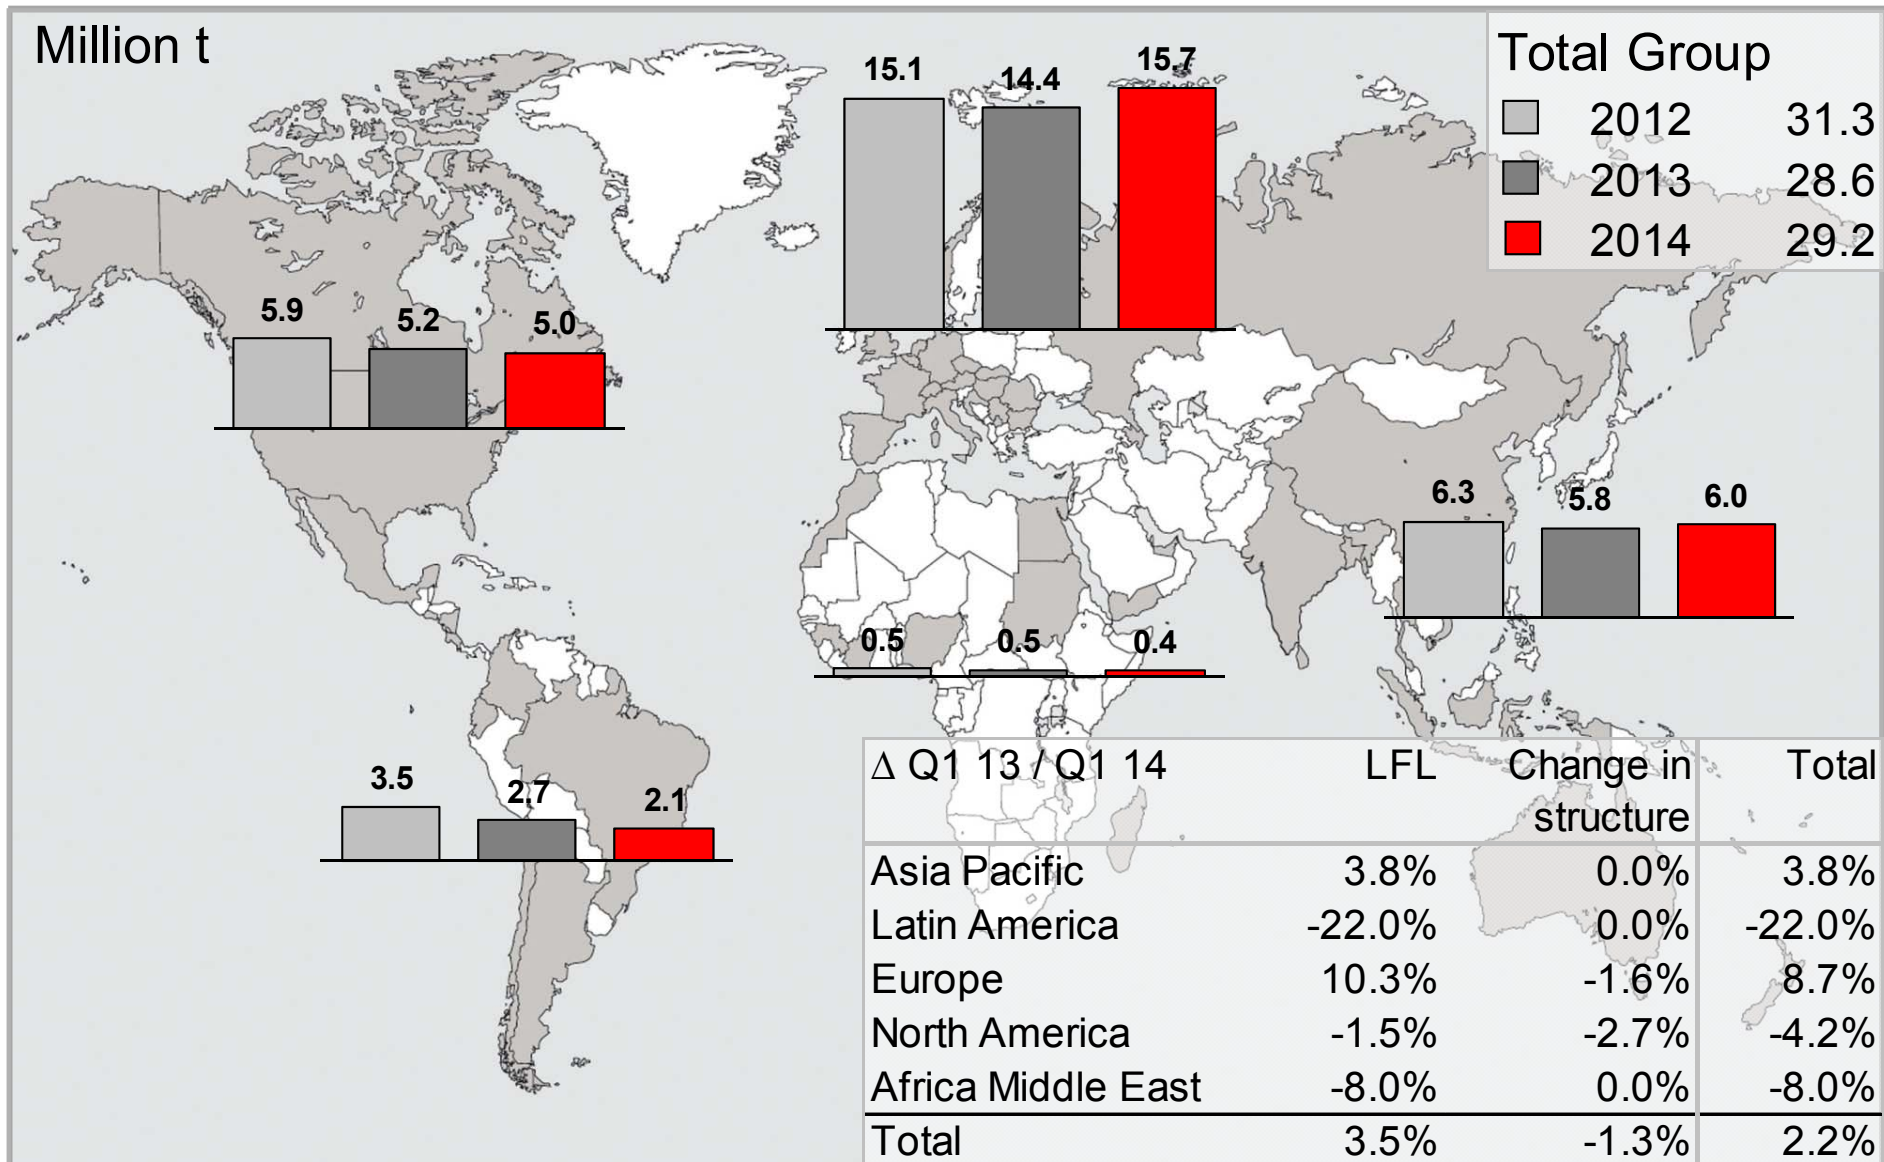 Million t
Total Group
2012 31.3
2013 28.6
2014 29.2
15.1 14.4 15.7
5.9 5.2 5.0
6.3 5.8 6.0
0.5 0.5 0.4
3.5 2.7 2.1
Δ Q1 13 / Q1 14 LFL Change in Total
structure
Asia Pacific 3.8% 0.0% 3.8%
Latin America -22.0% 0.0% -22.0%
Europe 10.3% -1.6% 8.7%
North America -1.5% -2.7% -4.2%
Africa Middle East -8.0% 0.0% -8.0%
Total 3.5% -1.3% 2.2%